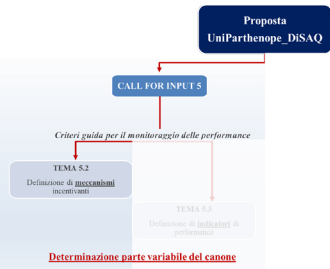 Proposta
UniParthenope_DiSAQ
CALL FOR INPUT 5
Criteri guida per il monitoraggio delle performance
TEMA 5.2
Definizione di meccanismi
incentivanti
TEMA 5.3
Definizione di indicatori di
performance
Determinazione parte variabile del canone